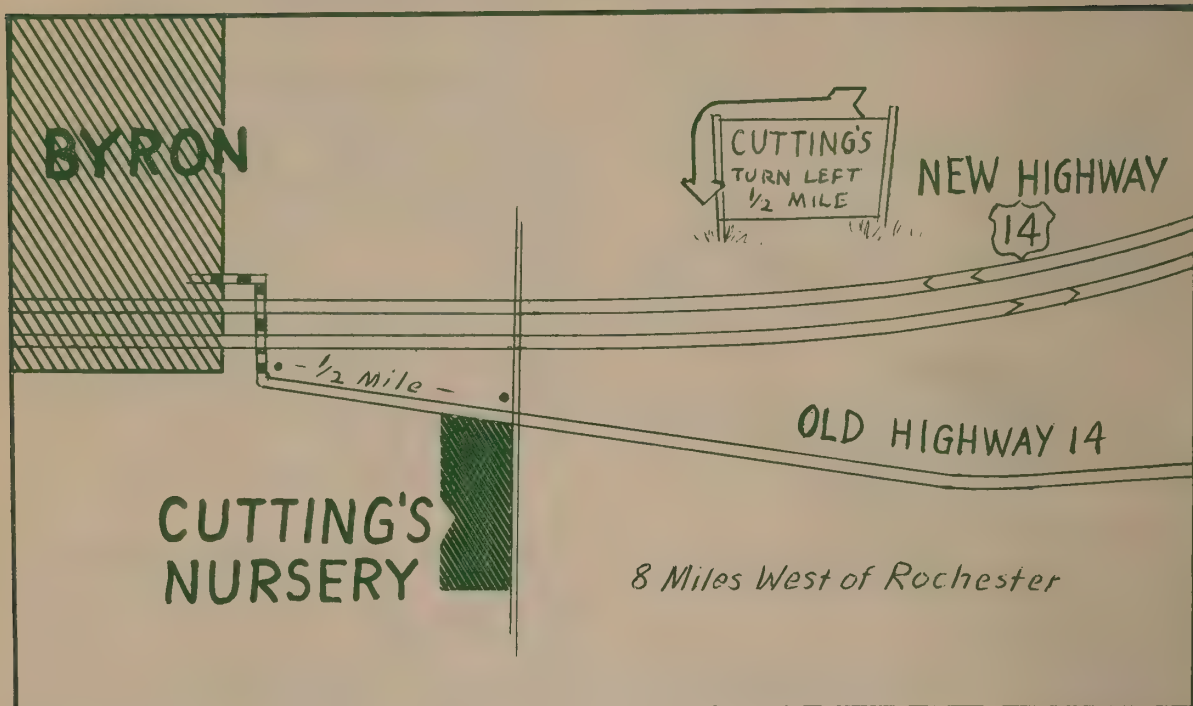 BYRON
CUTTING'S
TURN LEFT
1/2 MILE
NEW HIGHWAY
14
- 1/2 Mile -
OLD HIGHWAY 14
CUTTING'S
NURSERY
8 Miles West of Rochester